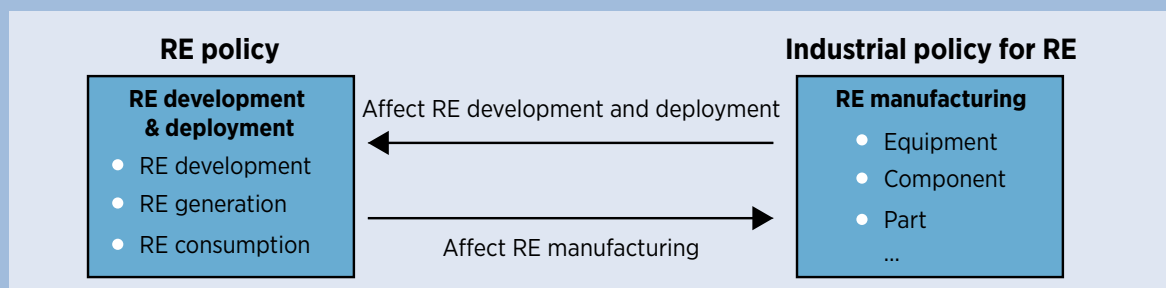 RE policy
RE development
& deployment
RE development
RE generation
RE consumption
Affect RE development and deployment
Affect RE manufacturing
Industrial policy for RE
RE manufacturing
Equipment
Component
Part
...